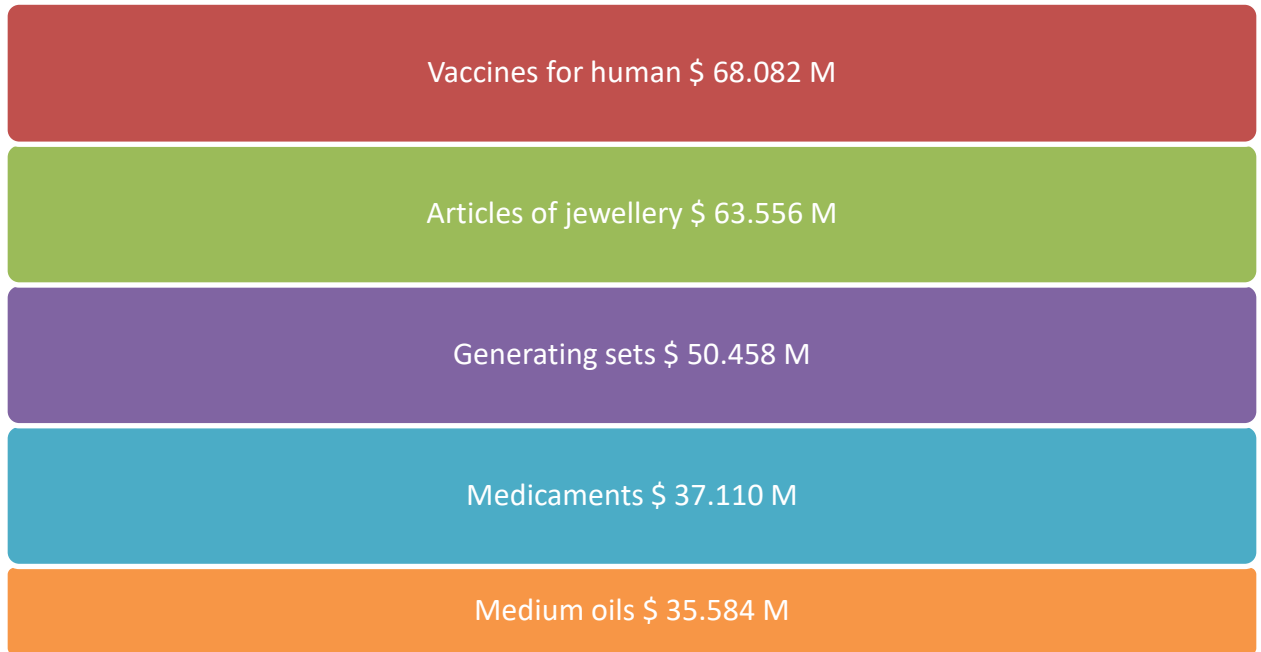 Vaccines for human $ 68.082 M
Articles of jewellery $ 63.556 M
Generating sets $ 50.458 M
Medicaments $ 37.110 M
Medium oils $ 35.584 M